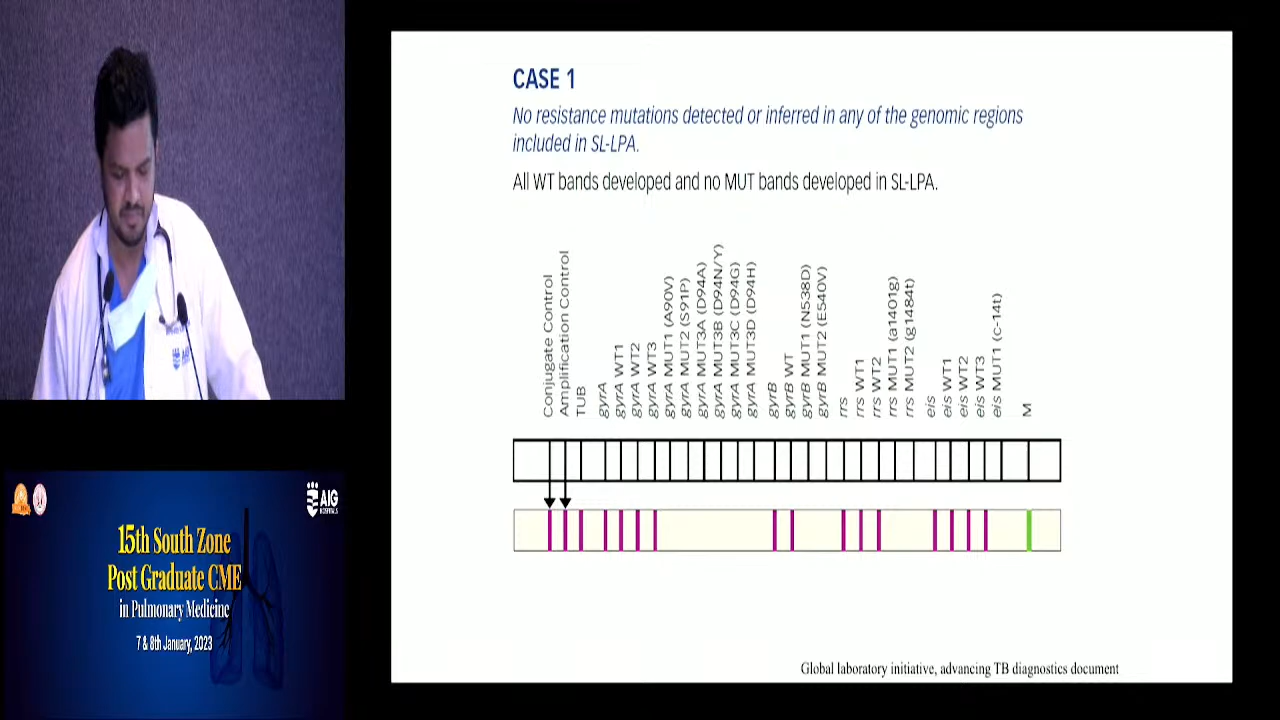 CASE 1
No resistance mutations detected or inferred in any of the genomic regions
included in SL-LPA.
All WT bands developed and no MUT bands developed in SL-LPA.
Conjugate Control
Amplification Control
TUB
gyrA
gyrA WT1
gyrA WT2
gyrA WT3
gyrA MUT1 (A90V)
gyrA MUT2 (S91P)
gyrA MUT3A (D94A)
gyrA MUT3B (D94N/Y)
gyrA MUT3C (D94G)
gyrA MUT3D (D94H)
gyrB
gyrB WT
gyrB MUT1 (N538D)
gyrB MUT2 (E540V)
rrs
rrs WT1
rrs WT2
rrs MUT1 (a1401g)
rrs MUT2 (g1484t)
eis
eis WT1
eis WT2
eis WT3
eis MUT1 (c-14t)
M
Global laboratory initiative, advancing TB diagnostics document
AIG
HOSPITALS
15th South Zone
Post Graduate CME
in Pulmonary Medicine
7 & 8th January, 2023